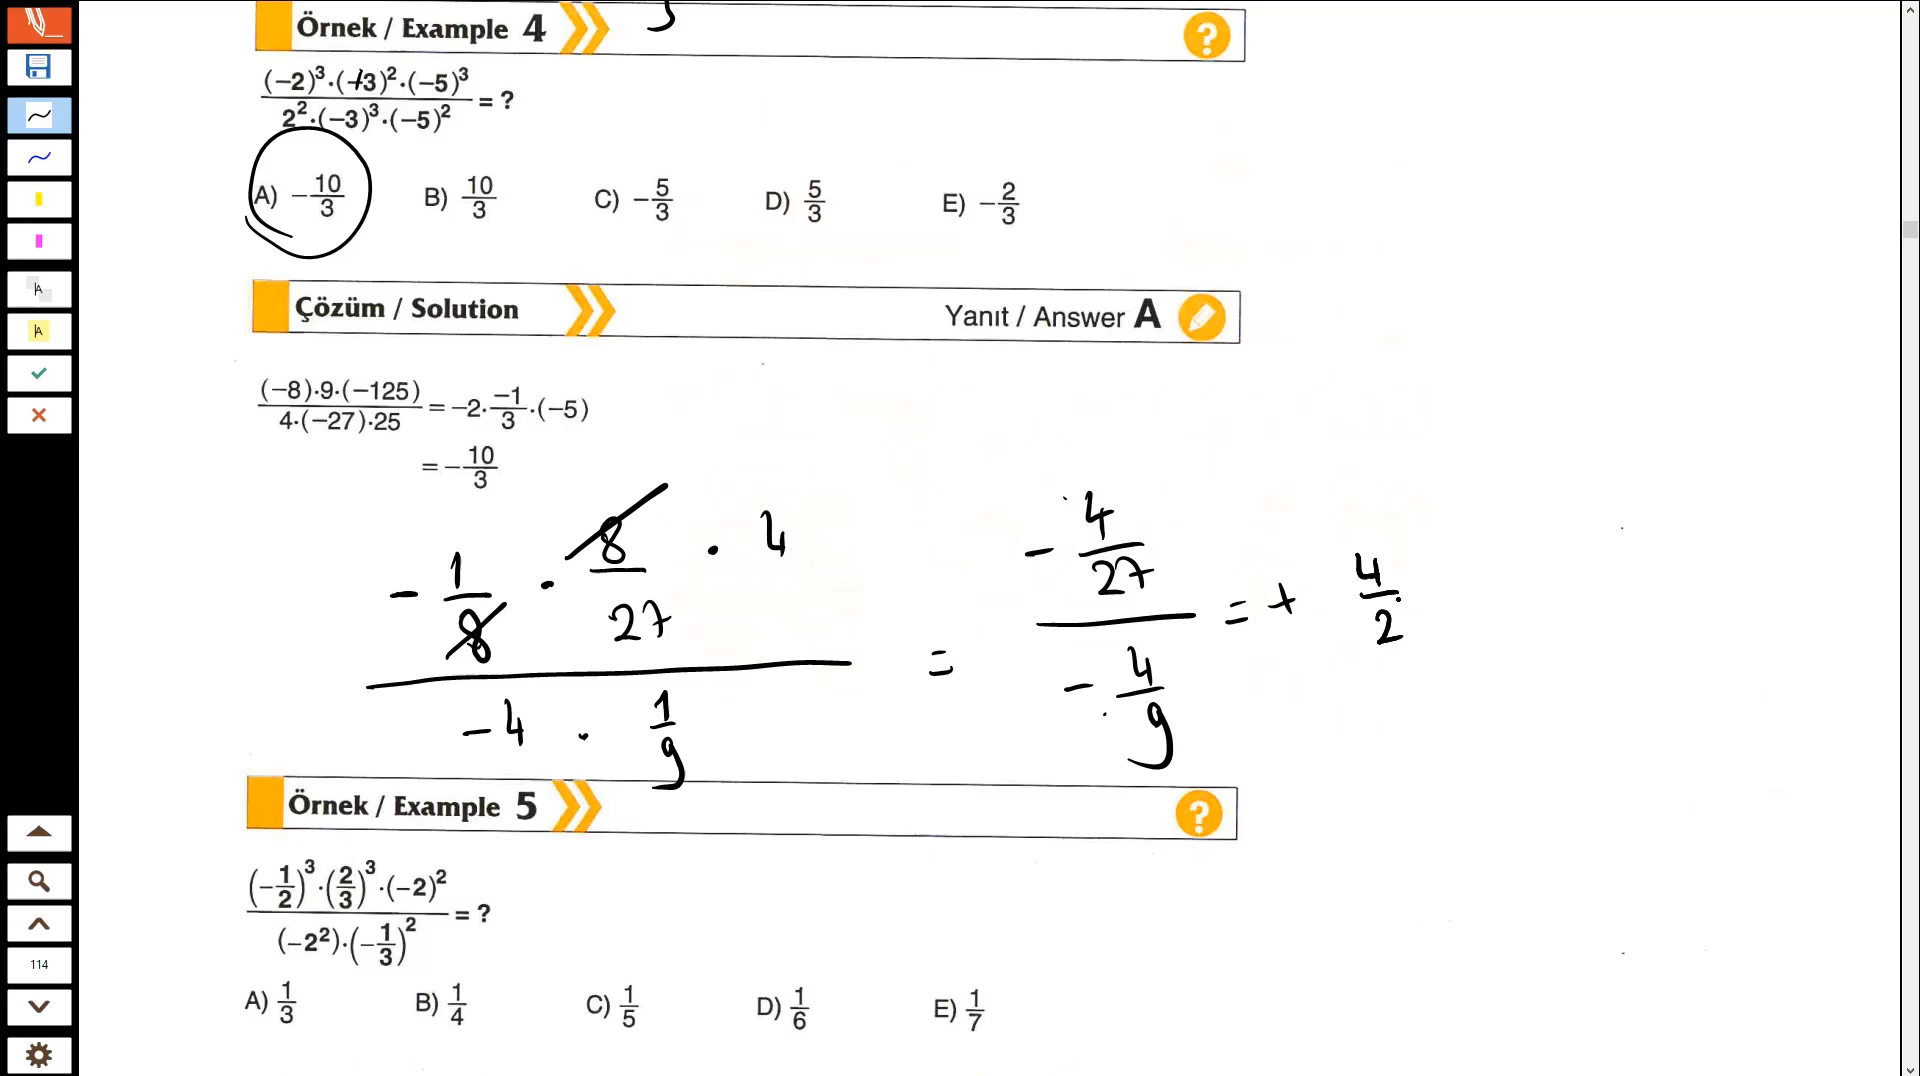 Örnek / Example 4
(−2)³·(+3)²·(−5)³ / 2²·(−3)³·(−5)² = ?
A) −10/3 B) 10/3 C) −5/3 D) 5/3 E) −2/3
Çözüm / Solution Yanıt / Answer A
(−8)·9·(−125) / 4·(−27)·25 = −2·−1/3·(−5)
= −10/3
−1/8 · 8/27 · 4 / −4 · 1/9 = −4/27 / −4/9 = + 4/2
Örnek / Example 5
(−1/2)³·(2/3)³·(−2)² / (−2²)·(−1/3)² = ?
A) 1/3 B) 1/4 C) 1/5 D) 1/6 E) 1/7
114